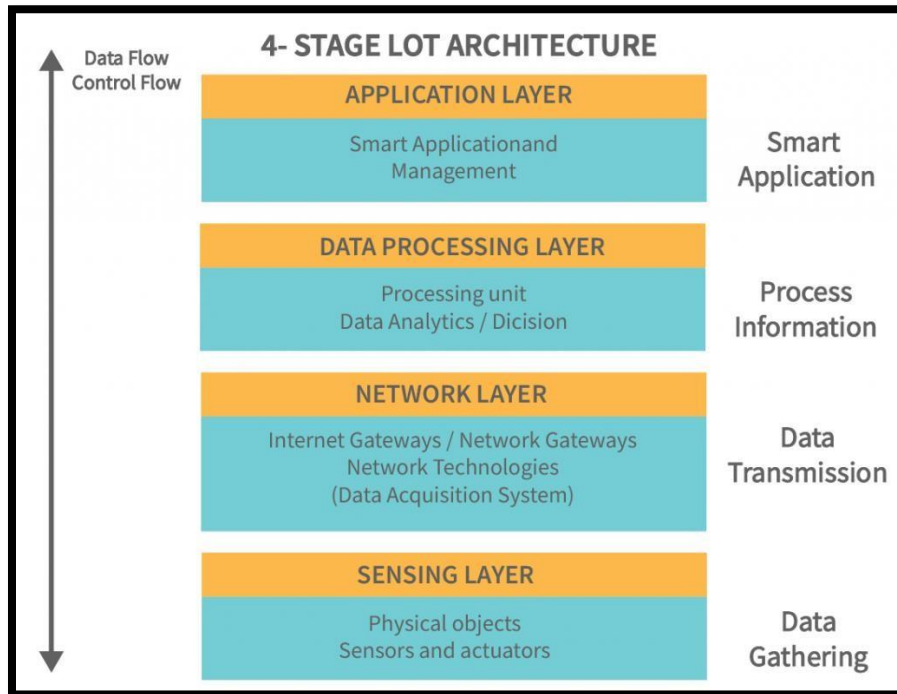 4- STAGE LOT ARCHITECTURE
Data Flow
Control Flow
APPLICATION LAYER
Smart Applicationand
Management
Smart
Application
DATA PROCESSING LAYER
Processing unit
Data Analytics / Dicision
Process
Information
NETWORK LAYER
Internet Gateways / Network Gateways
Network Technologies
(Data Acquisition System)
Data
Transmission
SENSING LAYER
Physical objects
Sensors and actuators
Data
Gathering